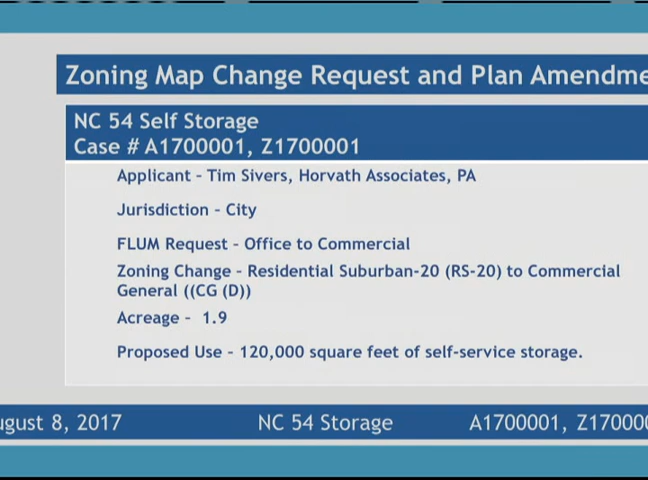 Zoning Map Change Request and Plan Amendme
NC 54 Self Storage
Case # A1700001, Z1700001
Applicant – Tim Sivers, Horvath Associates, PA
Jurisdiction – City
FLUM Request – Office to Commercial
Zoning Change – Residential Suburban-20 (RS-20) to Commercial
General ((CG (D))
Acreage – 1.9
Proposed Use – 120,000 square feet of self-service storage.
ugust 8, 2017 NC 54 Storage A1700001, Z170000